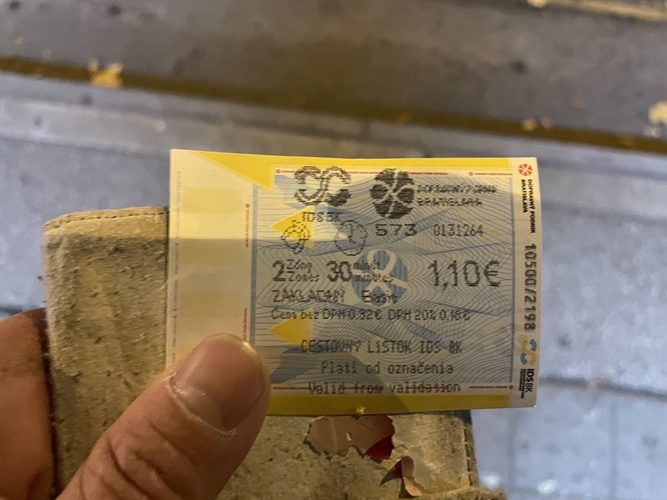 IDS BK
DOPRAVNÝ PODNIK
BRATISLAVA
573 0131264
2 Zóny Zones 30 minút minutes 1,10€
ZÁKLADNÝ Basic
Cena bez DPH 0.92€ DPH 20% 0.18€
CESTOVNÝ LÍSTOK IDS BK
Platí od označenia
Valid from validation
DOPRAVNÝ PODNIK
BRATISLAVA
10500/2198
IDS BK